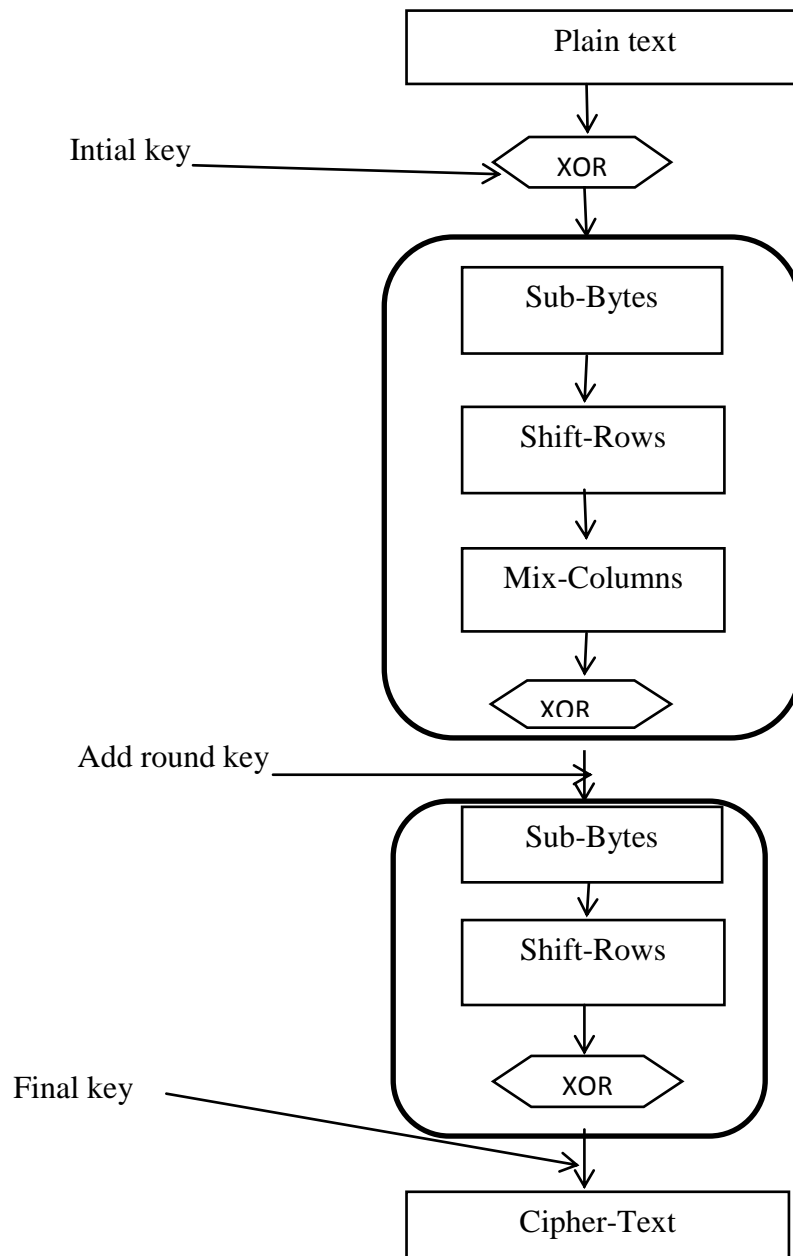 Plain text
Intial key
XOR
Sub-Bytes
Shift-Rows
Mix-Columns
XOR
Add round key
Sub-Bytes
Shift-Rows
XOR
Final key
Cipher-Text